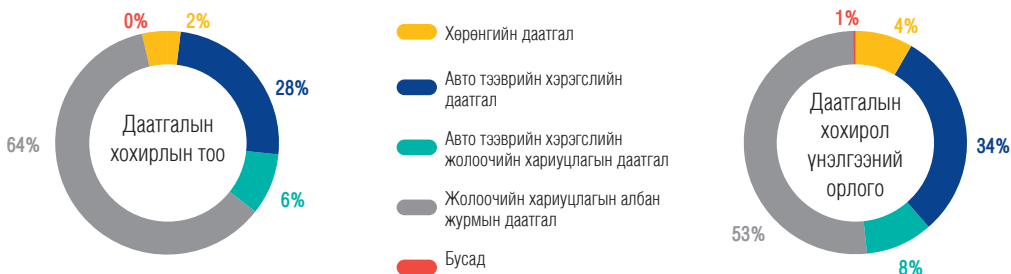 0%
2%
28%
64%
6%
Даатгалын
хохирлын тоо
Хөрөнгийн даатгал
Авто тээврийн хэрэгслийн
даатгал
Авто тээврийн хэрэгслийн
жолоочийн хариуцлагын даатгал
Жолоочийн хариуцлагын албан
журмын даатгал
Бусад
1%
4%
34%
53%
8%
Даатгалын
хохирол
үнэлгээний
орлого